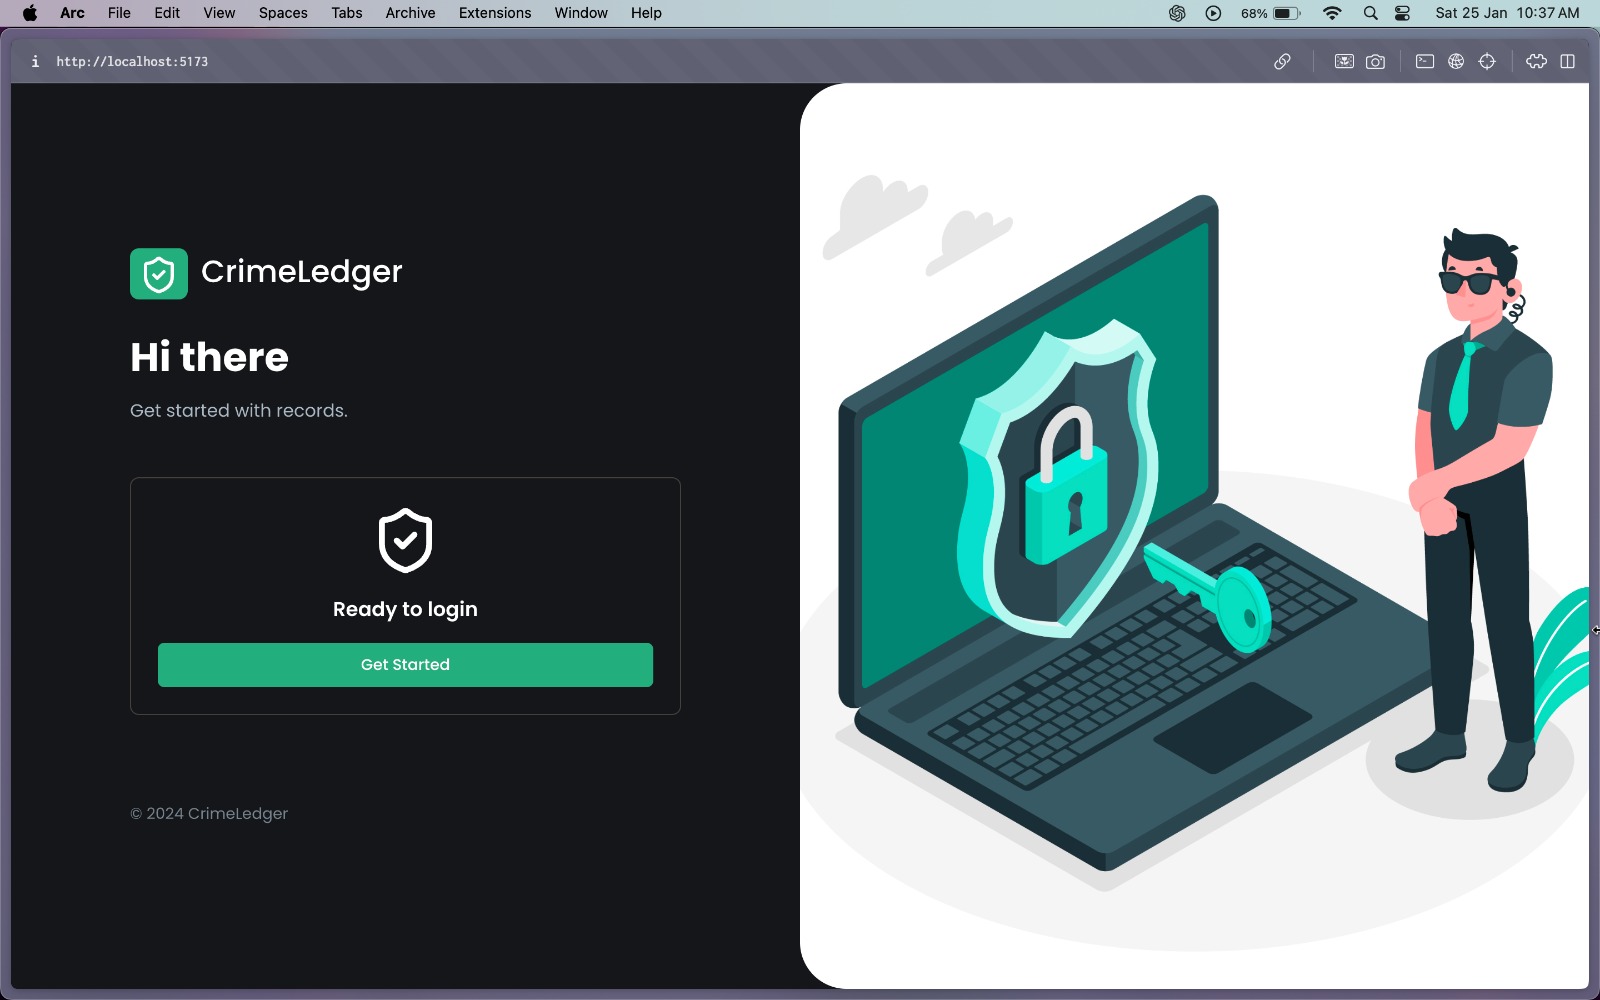 Arc File Edit View Spaces Tabs Archive Extensions Window Help 68% Sat 25 Jan 10:37 AM
i http://localhost:5173
CrimeLedger
Hi there
Get started with records.
Ready to login
Get Started
© 2024 CrimeLedger